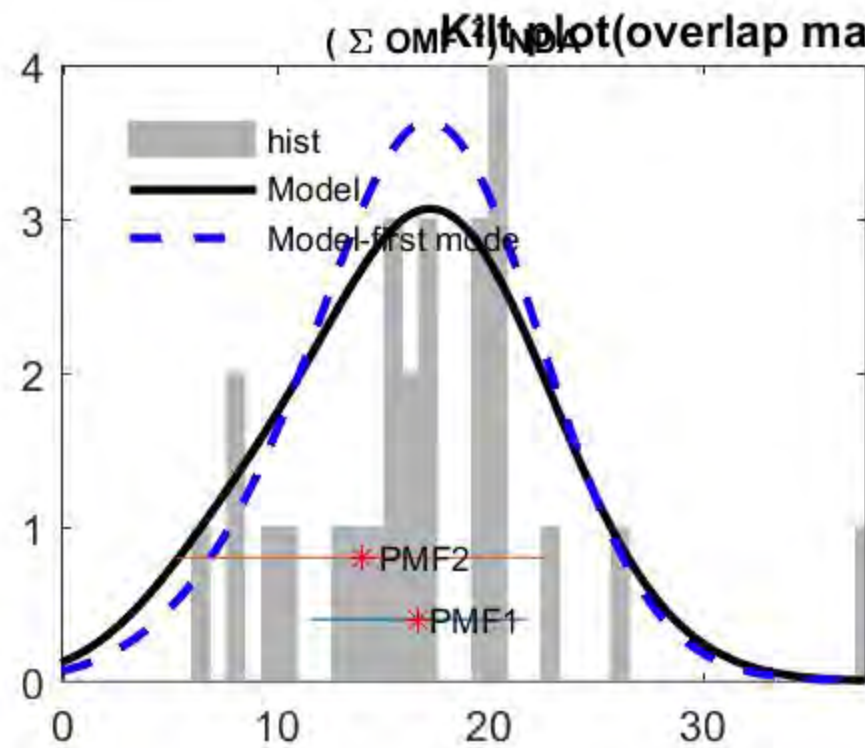 Kilt plot(overlap ma
( Σ OMF
4
hist
Model
3
Model-first mode
2
1
PMF2
PMF1
0
0 10 20 30